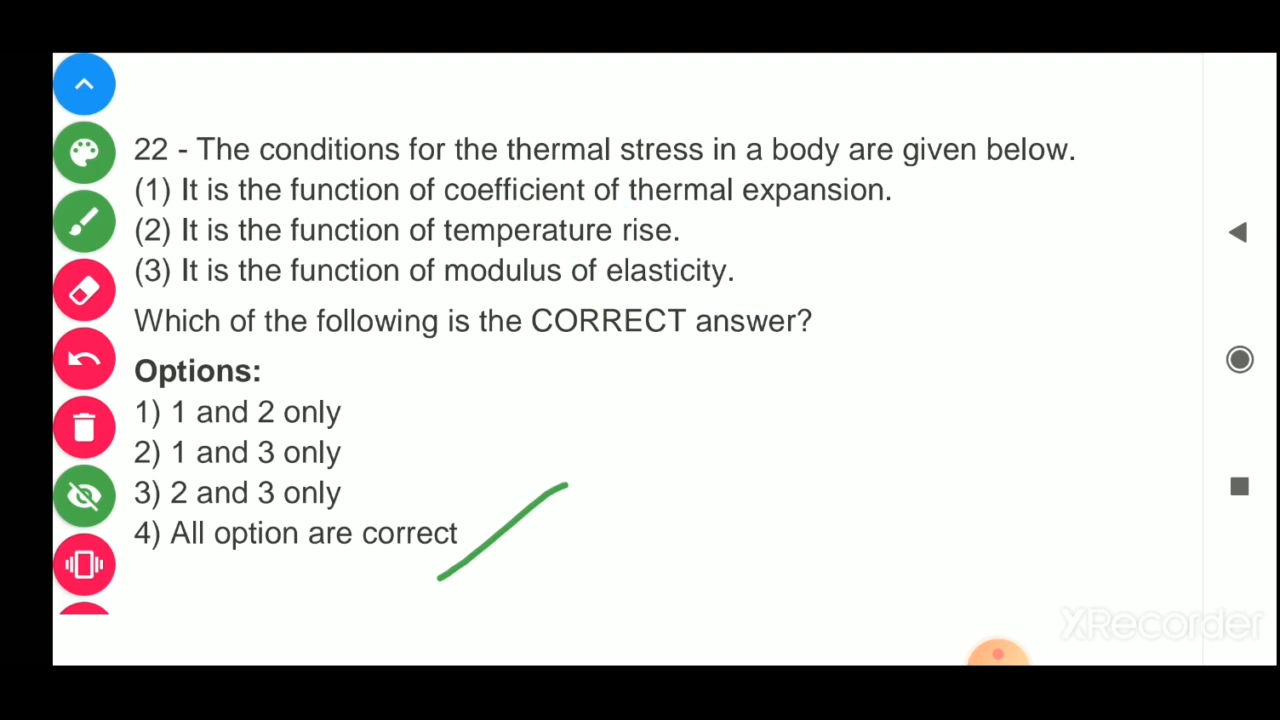 22 - The conditions for the thermal stress in a body are given below.
(1) It is the function of coefficient of thermal expansion.
(2) It is the function of temperature rise.
(3) It is the function of modulus of elasticity.
Which of the following is the CORRECT answer?
Options:
1) 1 and 2 only
2) 1 and 3 only
3) 2 and 3 only
4) All option are correct
XRecorder